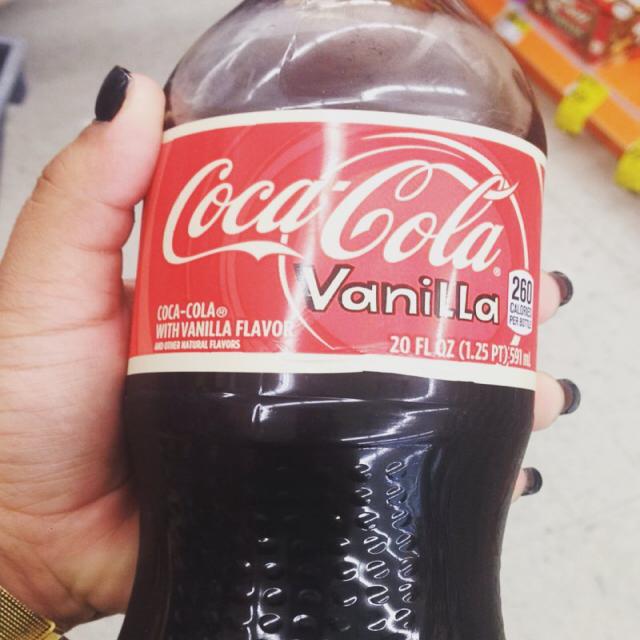 Coca-Cola®
Vanilla
260
CALORIES
PER BOTTLE
COCA-COLA®
WITH VANILLA FLAVOR
AND OTHER NATURAL FLAVORS
20 FL OZ (1.25 PT) 591 mL